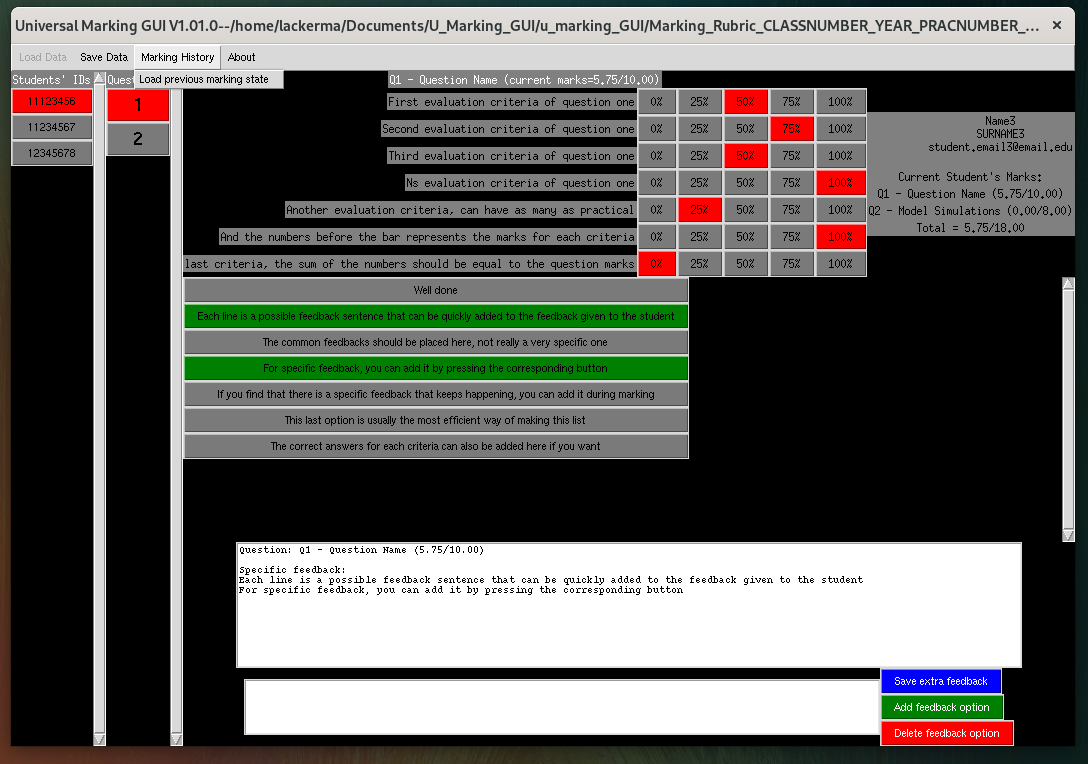 Universal Marking GUI V1.01.0--/home/lackerma/Documents/U_Marking_GUI/u_marking_GUI/Marking_Rubric_CLASSNUMBER_YEAR_PRACNUMBER_... ×
Load Data Save Data Marking History About
Load previous marking state
Students' IDs
11123456
11234567
12345678
Ques
1
2
Q1 - Question Name (current marks=5.75/10.00)
First evaluation criteria of question one 0% 25% 50% 75% 100%
Second evaluation criteria of question one 0% 25% 50% 75% 100%
Third evaluation criteria of question one 0% 25% 50% 75% 100%
Ns evaluation criteria of question one 0% 25% 50% 75% 100%
Another evaluation criteria, can have as many as practical 0% 25% 50% 75% 100%
And the numbers before the bar represents the marks for each criteria 0% 25% 50% 75% 100%
last criteria, the sum of the numbers should be equal to the question marks 0% 25% 50% 75% 100%
Name3
SURNAME3
student.email3@email.edu
Current Student's Marks:
Q1 - Question Name (5.75/10.00)
Q2 - Model Simulations (0.00/8.00)
Total = 5.75/18.00
Well done
Each line is a possible feedback sentence that can be quickly added to the feedback given to the student
The common feedbacks should be placed here, not really a very specific one
For specific feedback, you can add it by pressing the corresponding button
If you find that there is a specific feedback that keeps happening, you can add it during marking
This last option is usually the most efficient way of making this list
The correct answers for each criteria can also be added here if you want
Question: Q1 - Question Name (5.75/10.00)
Specific feedback:
Each line is a possible feedback sentence that can be quickly added to the feedback given to the student
For specific feedback, you can add it by pressing the corresponding button
Save extra feedback
Add feedback option
Delete feedback option